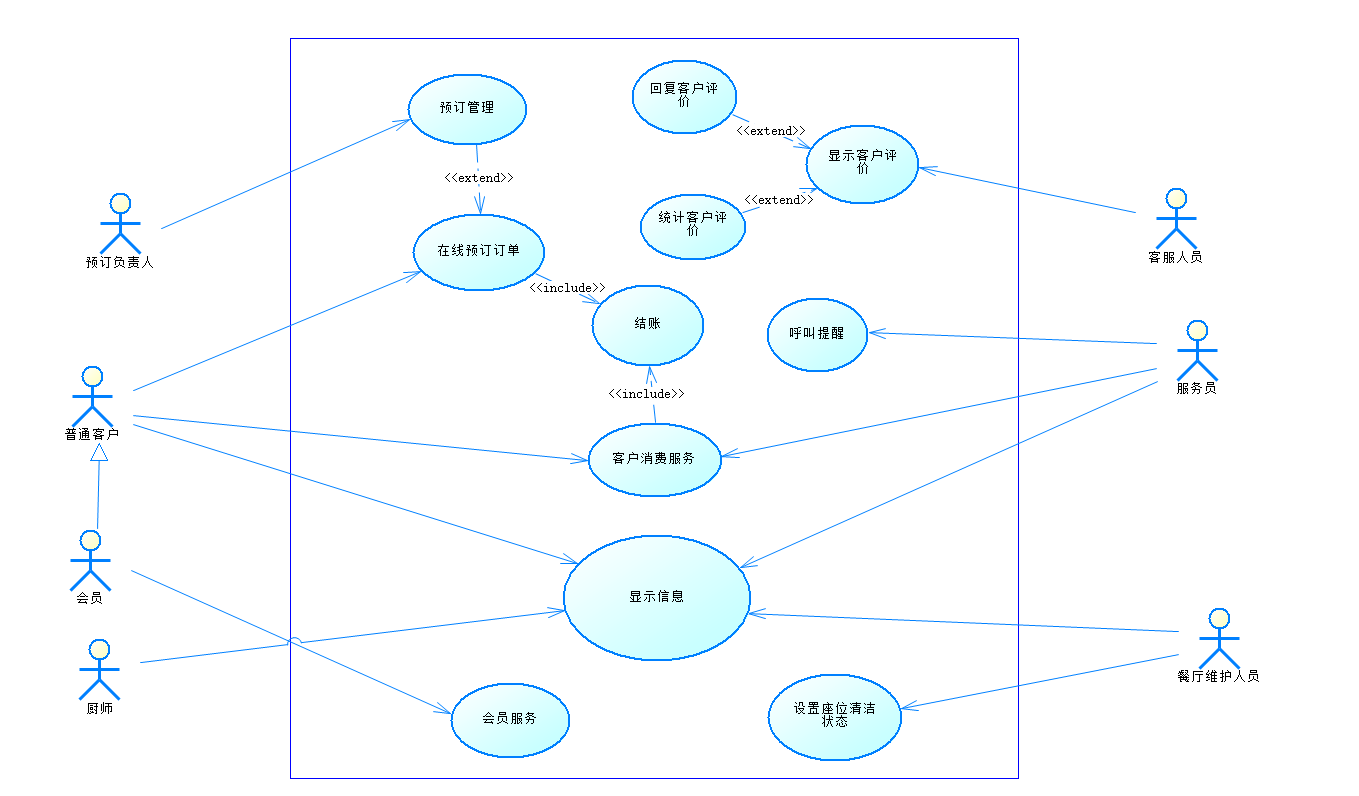 预订管理
回复客户评
价
<<extend>>
显示客户评
价
<<extend>>
<<extend>>
统计客户评
价
预订负责人
在线预订订单
客服人员
<<include>>
结账
呼叫提醒
服务员
<<include>>
普通客户
客户消费服务
会员
显示信息
餐厅维护人员
厨师
会员服务
设置座位清洁
状态